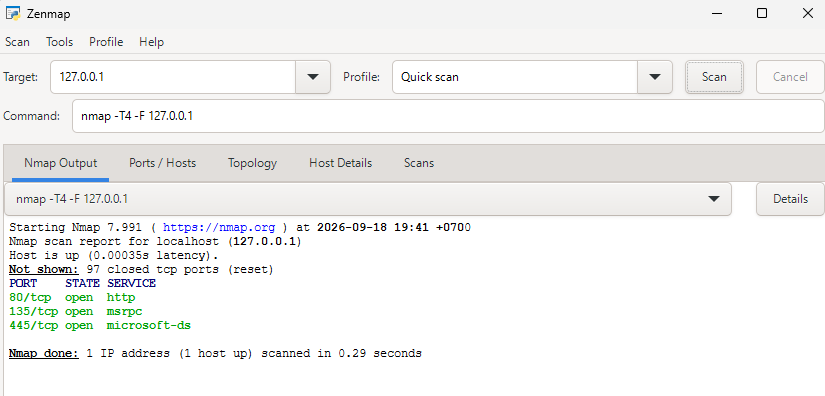 Zenmap
Scan Tools Profile Help
Target: 127.0.0.1 Profile: Quick scan Scan Cancel
Command: nmap -T4 -F 127.0.0.1
Nmap Output Ports / Hosts Topology Host Details Scans
nmap -T4 -F 127.0.0.1 Details
Starting Nmap 7.991 ( https://nmap.org ) at 2026-09-18 19:41 +0700
Nmap scan report for localhost (127.0.0.1)
Host is up (0.00035s latency).
Not shown: 97 closed tcp ports (reset)
PORT STATE SERVICE
80/tcp open http
135/tcp open msrpc
445/tcp open microsoft-ds
Nmap done: 1 IP address (1 host up) scanned in 0.29 seconds